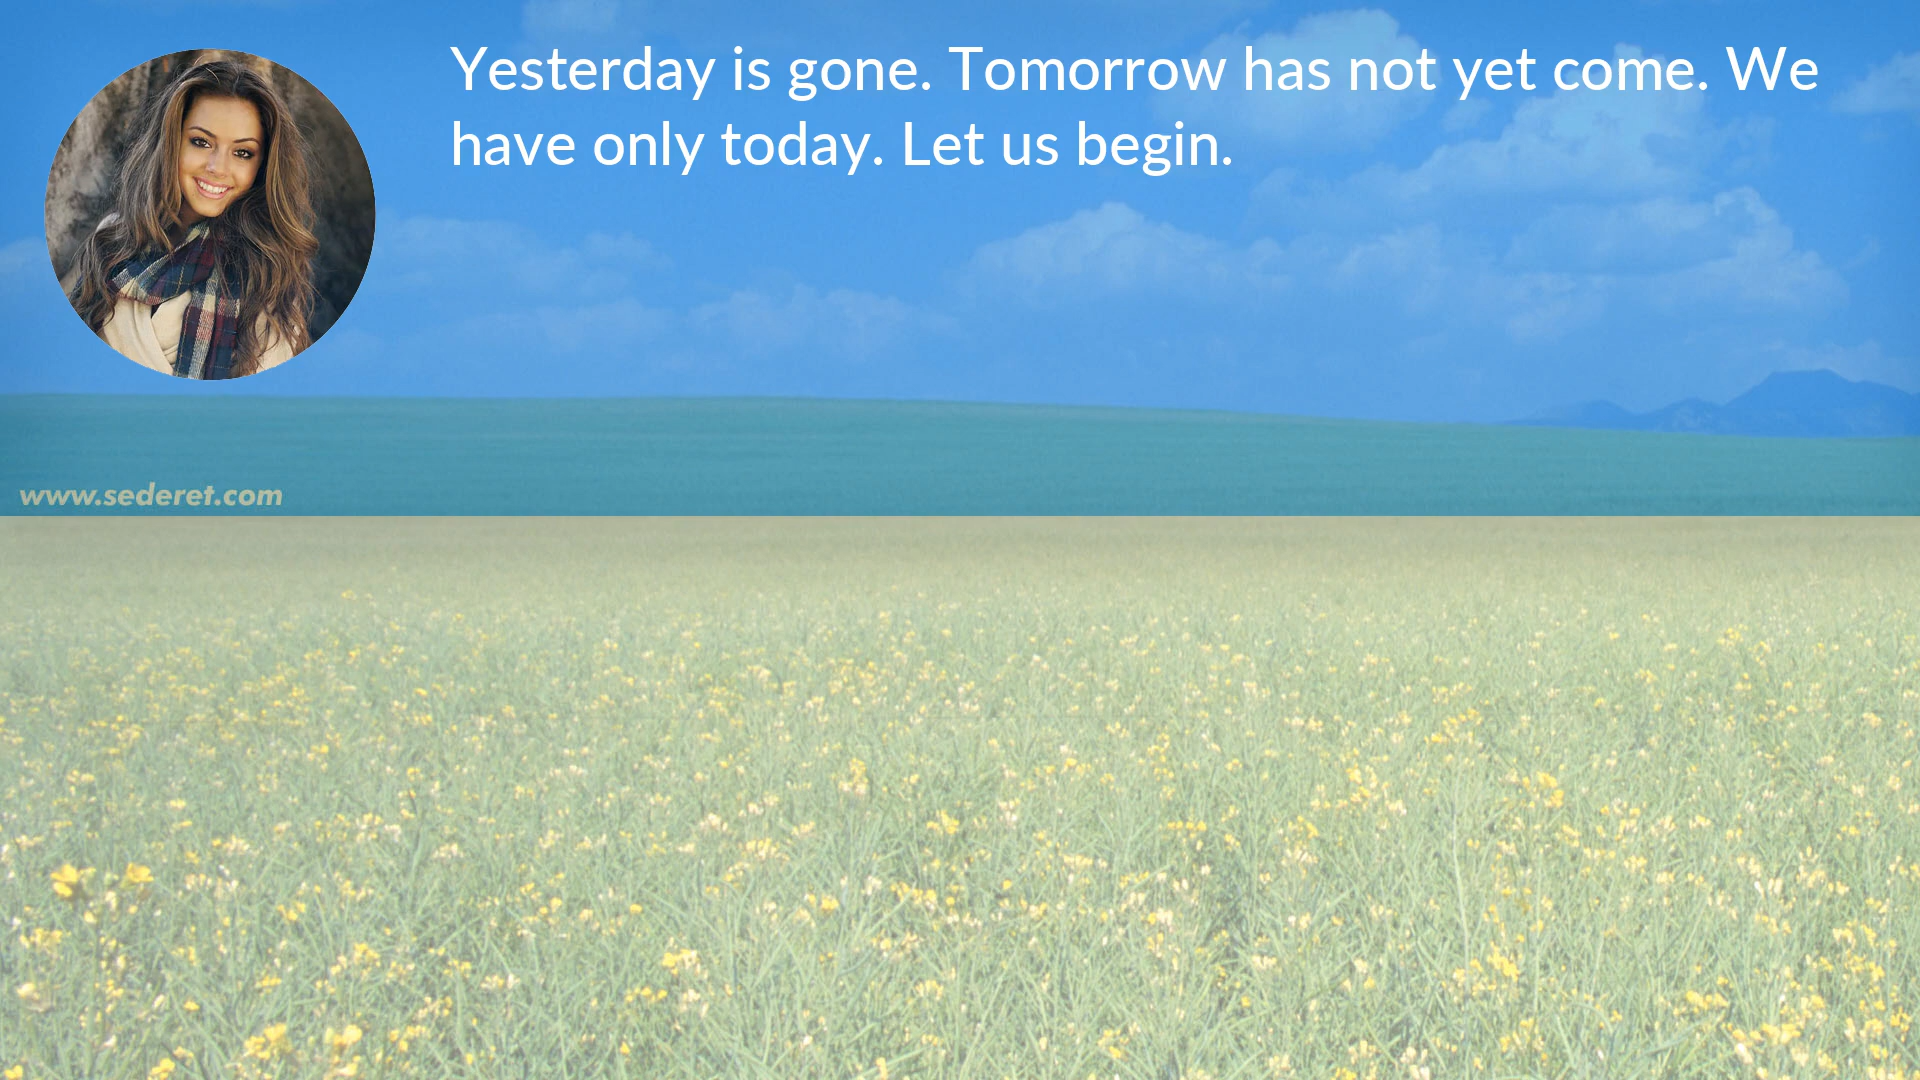 Yesterday is gone. Tomorrow has not yet come. We
have only today. Let us begin.
www.sederet.com